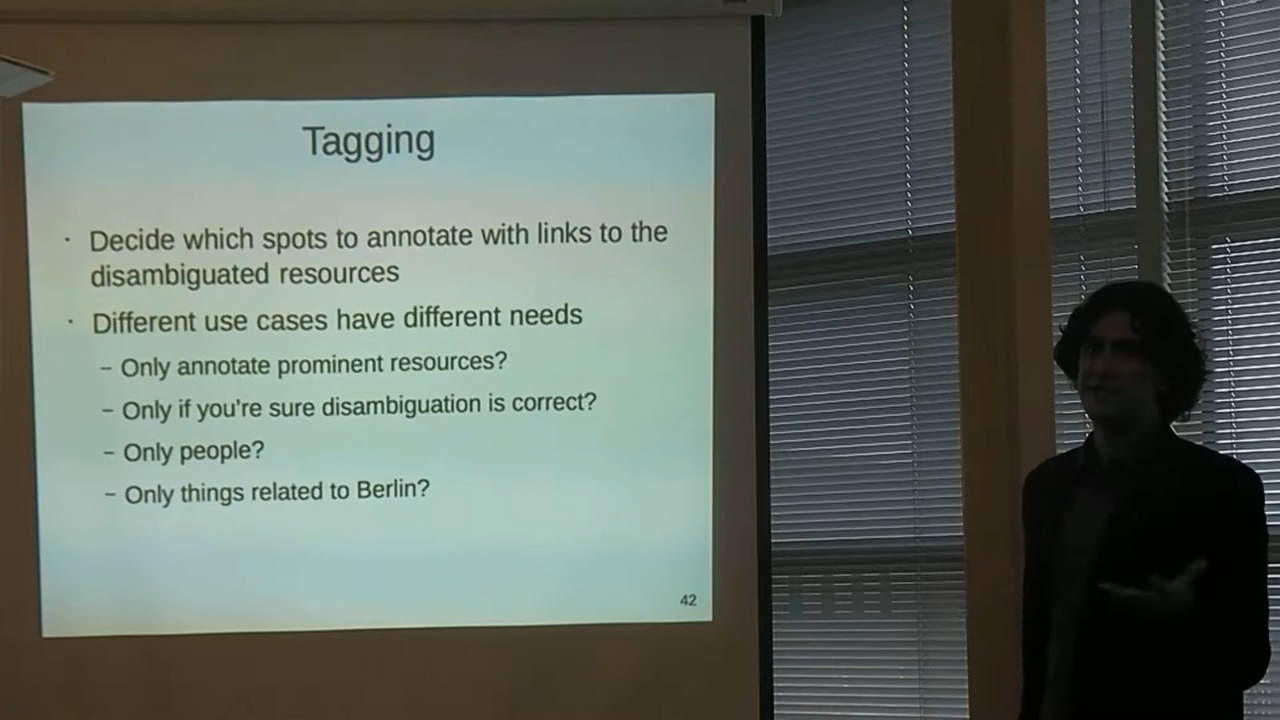 Tagging
· Decide which spots to annotate with links to the
disambiguated resources
· Different use cases have different needs
– Only annotate prominent resources?
– Only if you're sure disambiguation is correct?
– Only people?
– Only things related to Berlin?
42